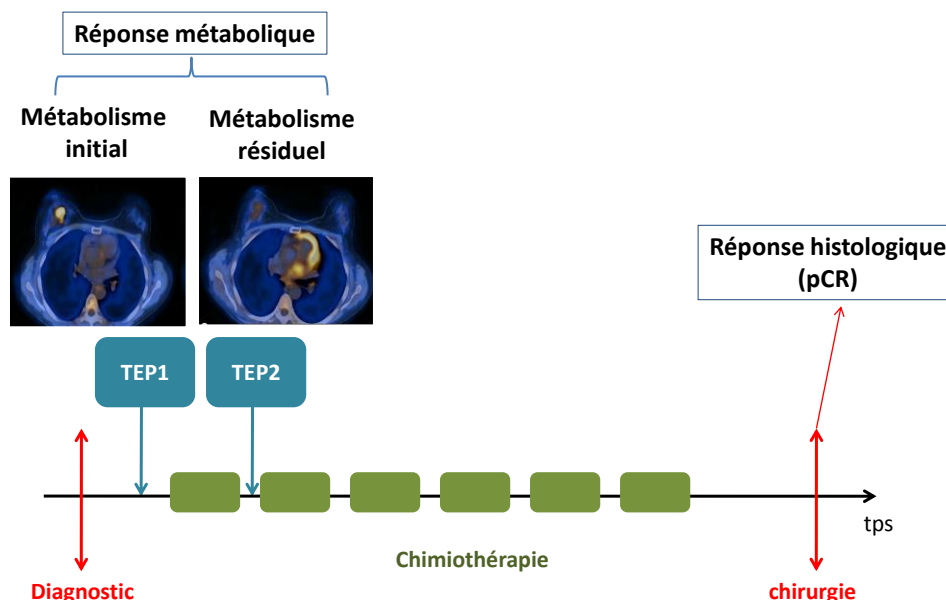 Réponse métabolique
Métabolisme
initial
Métabolisme
résiduel
Réponse histologique
(pCR)
TEP1
TEP2
tps
Chimiothérapie
Diagnostic
chirurgie